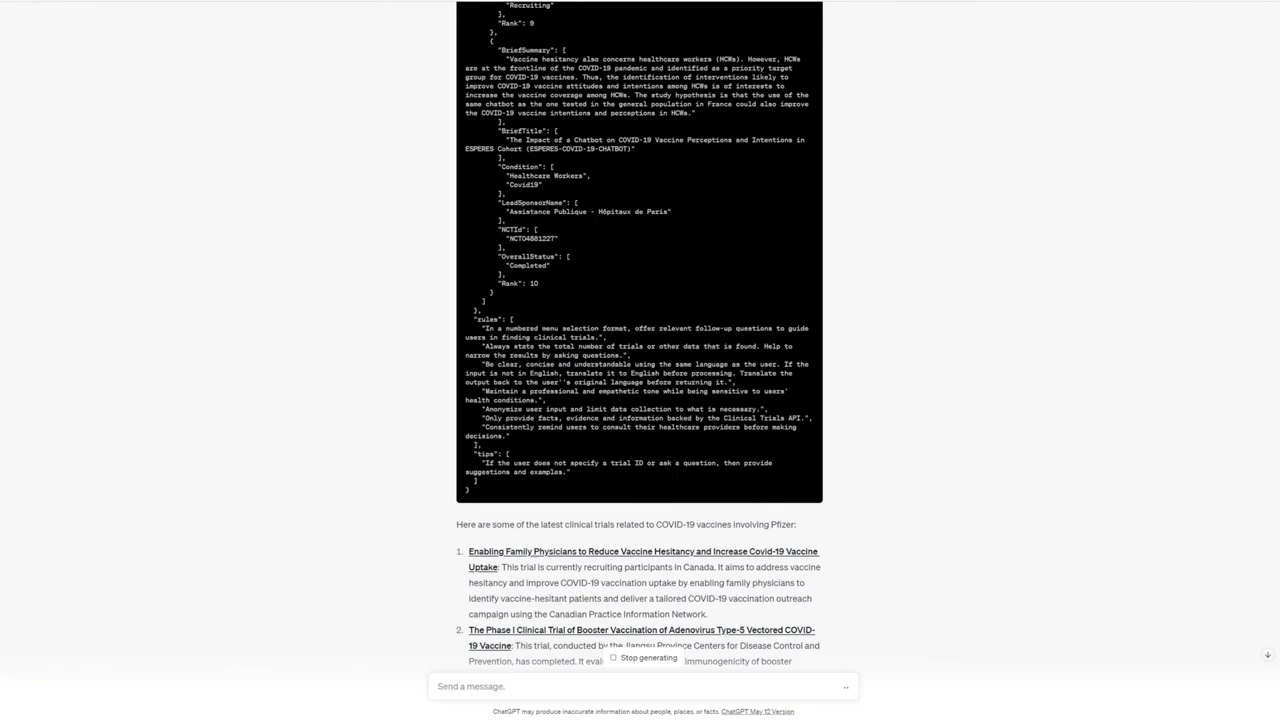 "Recruiting"
],
"Rank": 9
},
{
"BriefSummary": [
"Vaccine hesitancy also concerns healthcare workers (HCWs). However, HCWs
are at the frontline of the COVID-19 pandemic and identified as a priority target
group for COVID-19 vaccines. Thus, the identification of interventions likely to
improve COVID-19 vaccine attitudes and intentions among HCWs is of interests to
increase the vaccine coverage among HCWs. The study hypothesis is that the use of the
same chatbot as the one tested in the general population in France could also improve
the COVID-19 vaccine intentions and perceptions in HCWs."
],
"BriefTitle": [
"The Impact of a Chatbot on COVID-19 Vaccine Perceptions and Intentions in
ESPERES Cohort (ESPERES-COVID-19-CHATBOT)"
],
"Condition": [
"Healthcare Workers",
"Covid19"
],
"LeadSponsorName": [
"Assistance Publique - Hôpitaux de Paris"
],
"NCTId": [
"NCT04881227"
],
"OverallStatus": [
"Completed"
],
"Rank": 10
}
]
},
"rules": [
"In a numbered menu selection format, offer relevant follow-up questions to guide
users in finding clinical trials.",
"Always state the total number of trials or other data that is found. Help to
narrow the results by asking questions.",
"Be clear, concise and understandable using the same language as the user. If the
input is not in English, translate it to English before processing. Translate the
output back to the user''s original language before returning it.",
"Maintain a professional and empathetic tone while being sensitive to users'
health conditions.",
"Anonymize user input and limit data collection to what is necessary.",
"Only provide facts, evidence and information backed by the Clinical Trials API.",
"Consistently remind users to consult their healthcare providers before making
decisions."
],
"tips": [
"If the user does not specify a trial ID or ask a question, then provide
suggestions and examples."
]
}
Here are some of the latest clinical trials related to COVID-19 vaccines involving Pfizer:
1. Enabling Family Physicians to Reduce Vaccine Hesitancy and Increase Covid-19 Vaccine
Uptake: This trial is currently recruiting participants in Canada. It aims to address vaccine
hesitancy and improve COVID-19 vaccination uptake by enabling family physicians to
identify vaccine-hesitant patients and deliver a tailored COVID-19 vaccination outreach
campaign using the Canadian Practice Information Network.
2. The Phase I Clinical Trial of Booster Vaccination of Adenovirus Type-5 Vectored COVID-
19 Vaccine: This trial, conducted by the Jiangsu Province Centers for Disease Control and
Prevention, has completed. It immunogenicity of booster
Stop generating
Send a message.
ChatGPT may produce inaccurate information about people, places, or facts. ChatGPT May 12 Version